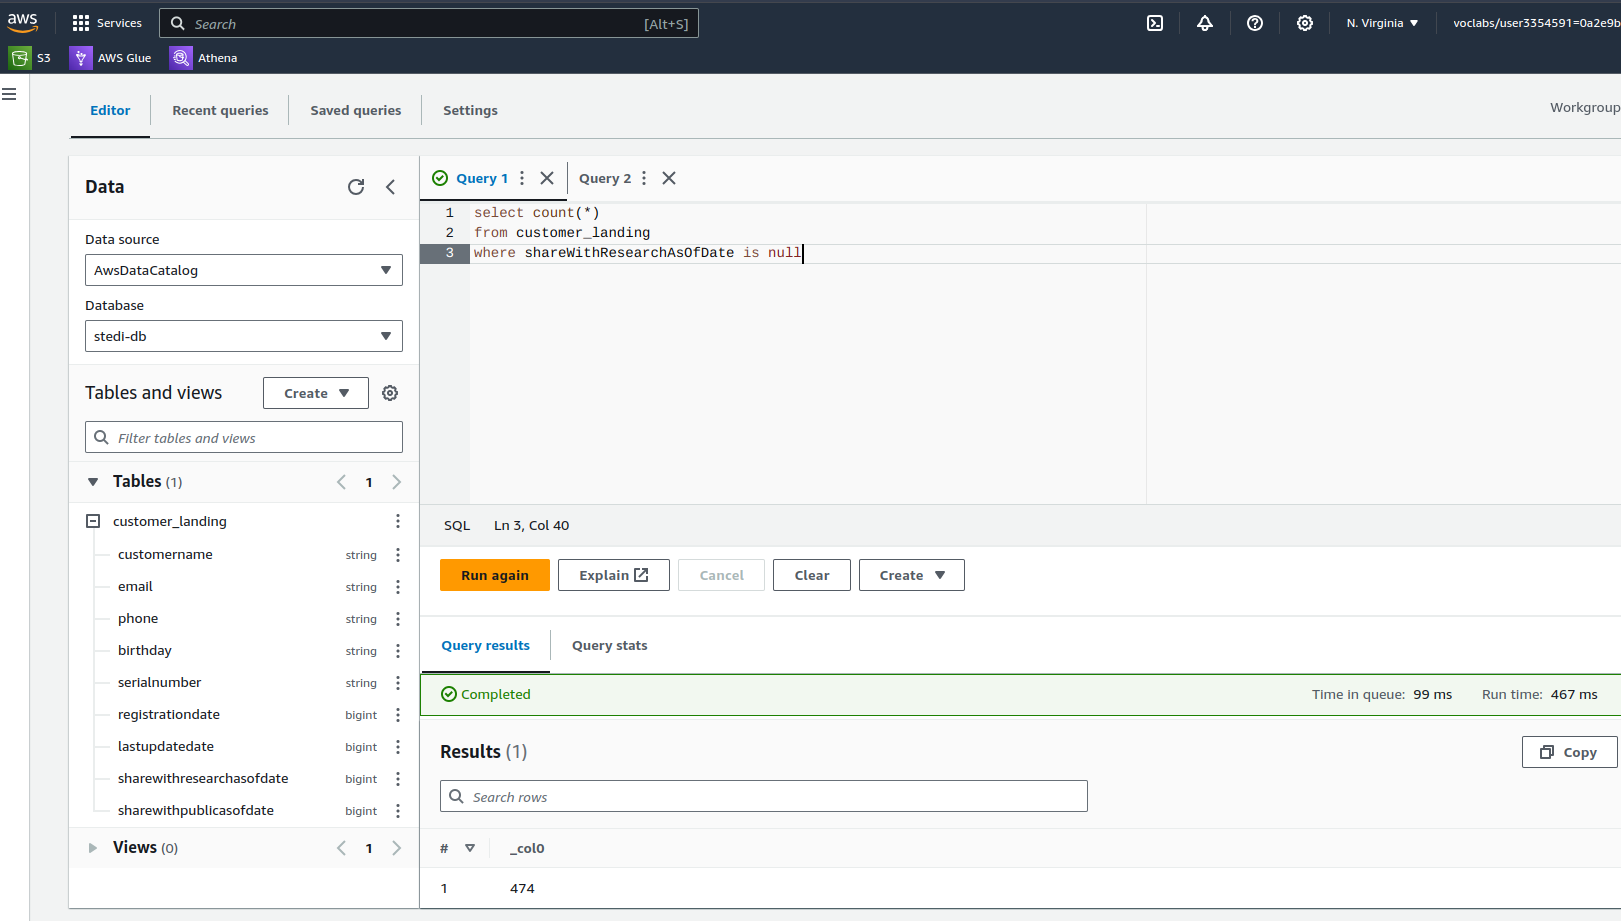 aws
Services
Search
[Alt+S]
N. Virginia
voclabs/user3354591=0a2e9b
S3
AWS Glue
Athena
Editor
Recent queries
Saved queries
Settings
Workgroup
Data
Data source
AwsDataCatalog
Database
stedi-db
Tables and views
Create
Filter tables and views
Tables (1)
1
customer_landing
customername string
email string
phone string
birthday string
serialnumber string
registrationdate bigint
lastupdatedate bigint
sharewithresearchasofdate bigint
sharewithpublicasofdate bigint
Views (0)
1
Query 1
Query 2
1 select count(*)
2 from customer_landing
3 where shareWithResearchAsOfDate is null
SQL
Ln 3, Col 40
Run again
Explain
Cancel
Clear
Create
Query results
Query stats
Completed
Time in queue: 99 ms
Run time: 467 ms
Results (1)
Copy
Search rows
# _col0
1 474